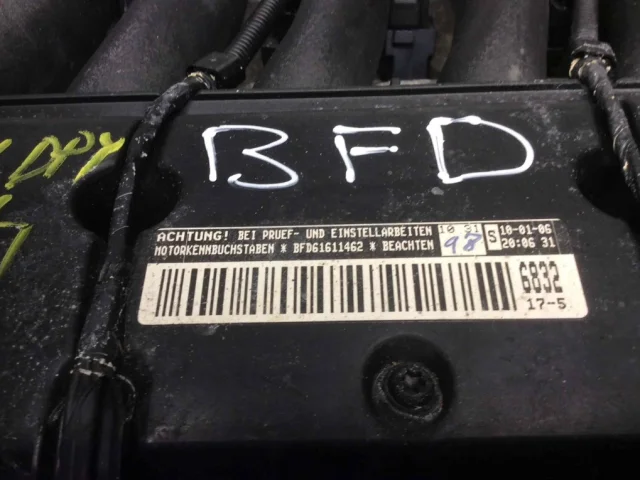 BFD
DPY
ACHTUNG! BEI PRUEF- UND EINSTELLARBEITEN
MOTORKENNBUCHSTABEN * BFD61611462 * BEACHTEN
10 31
98
S
10-01-06
20:06 31
6832
17-5